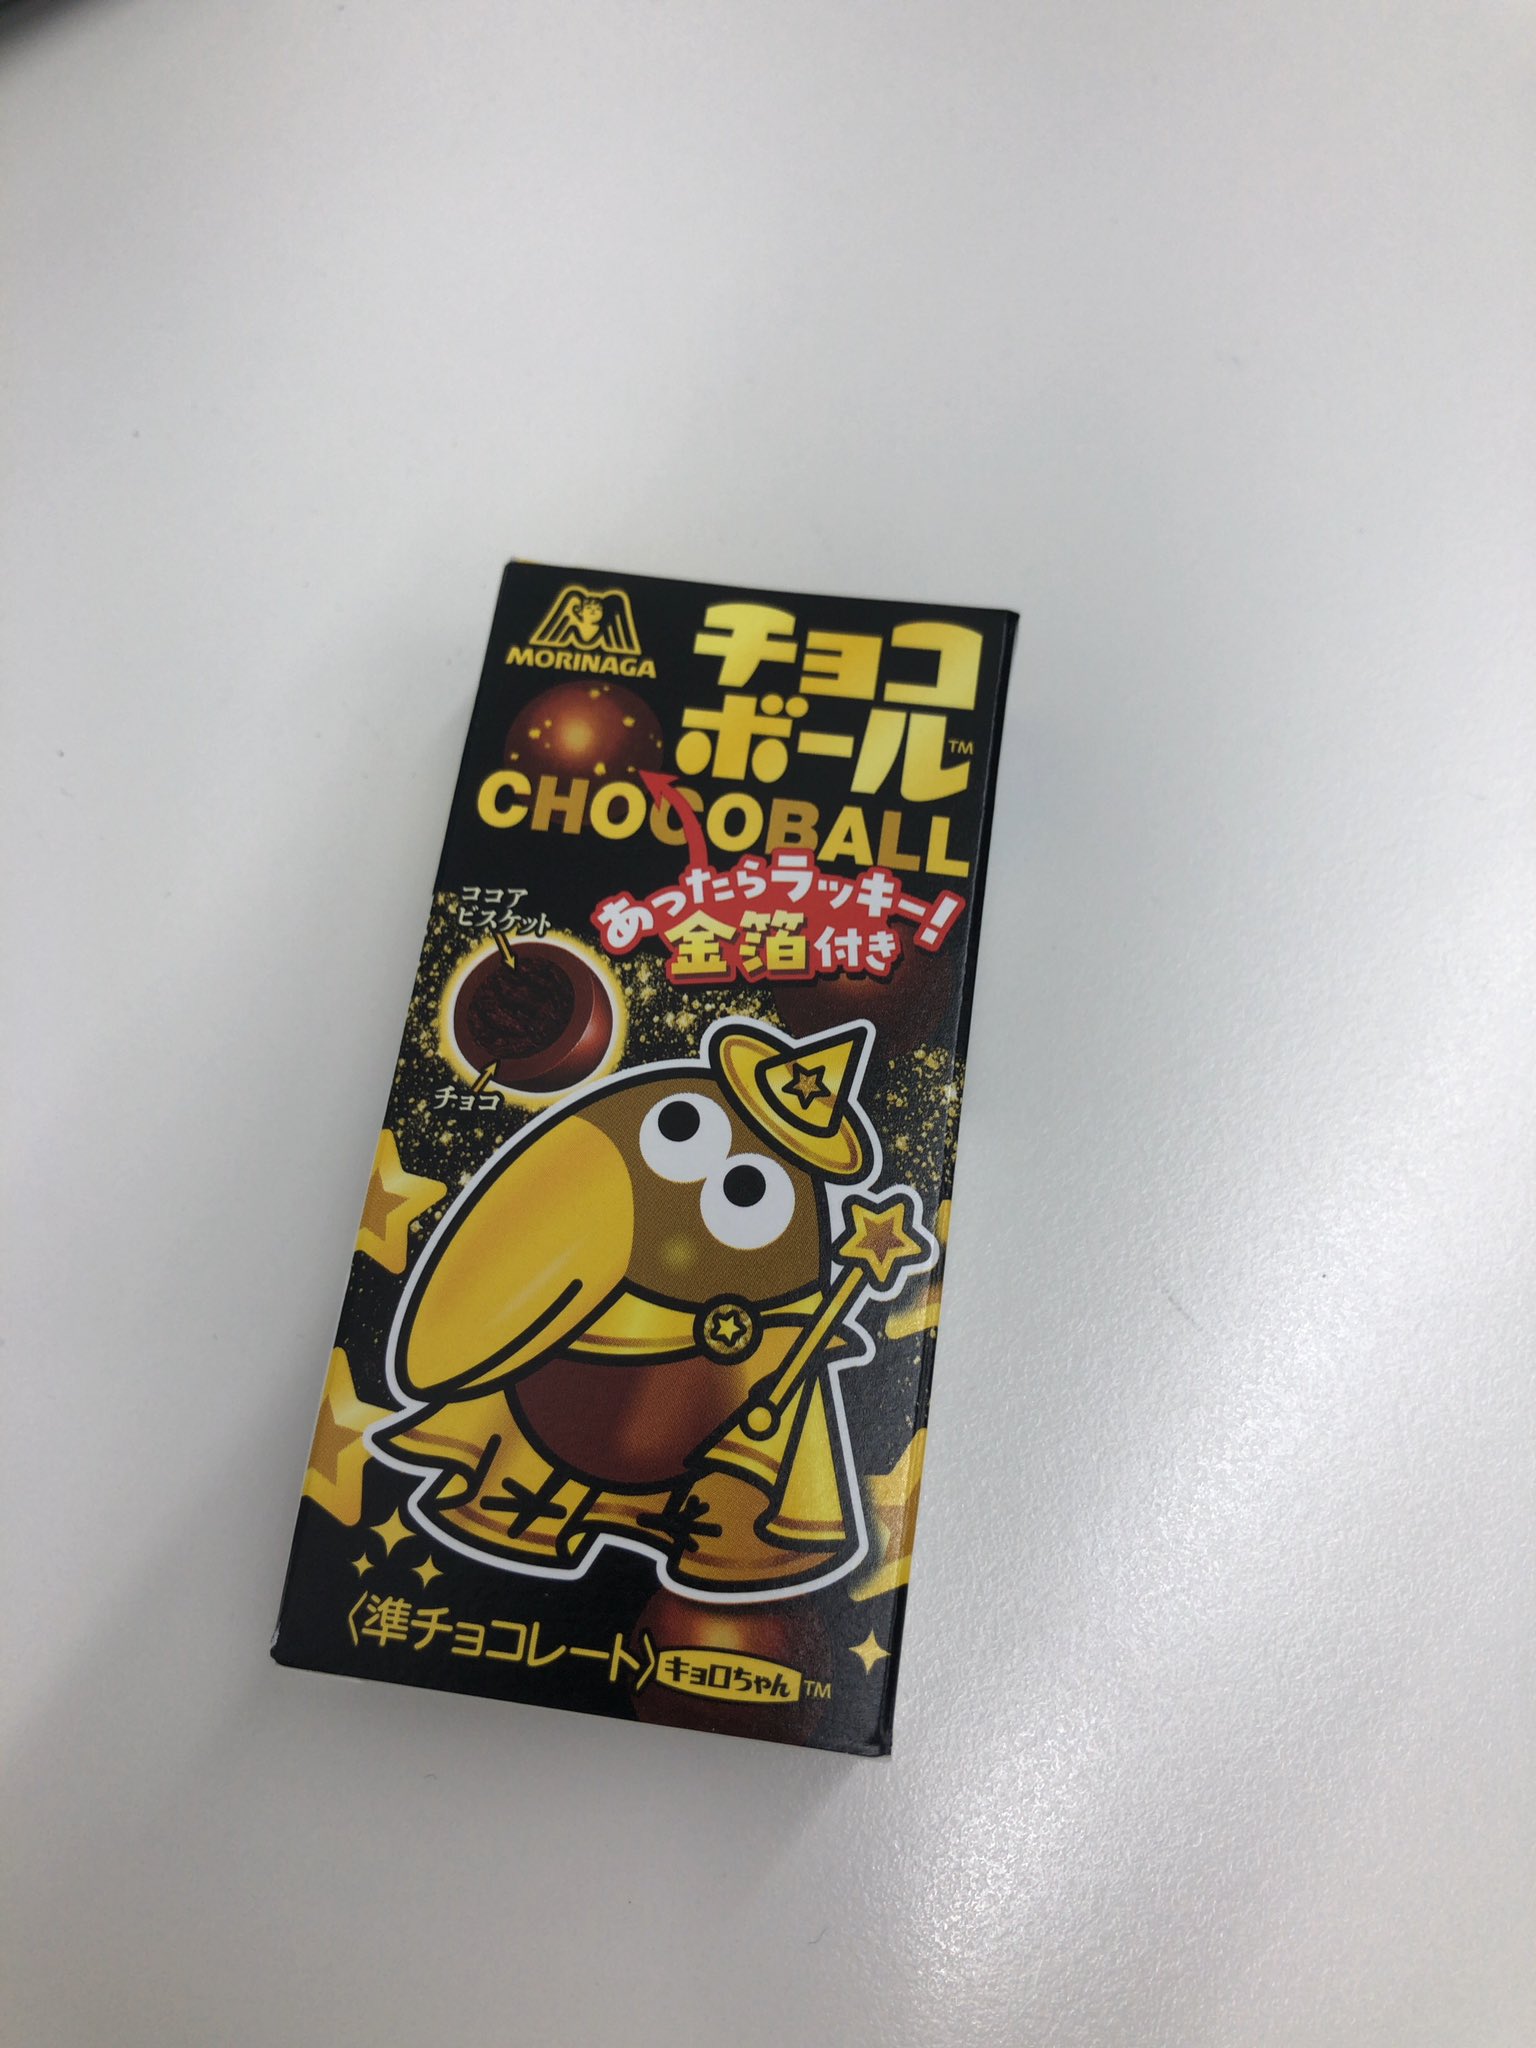 MORINAGA
チョコ
ボール™
CHOCOBALL
あったらラッキー!
金箔付き
ココア
ビスケット
チョコ
〈準チョコレート〉
キョロちゃん™